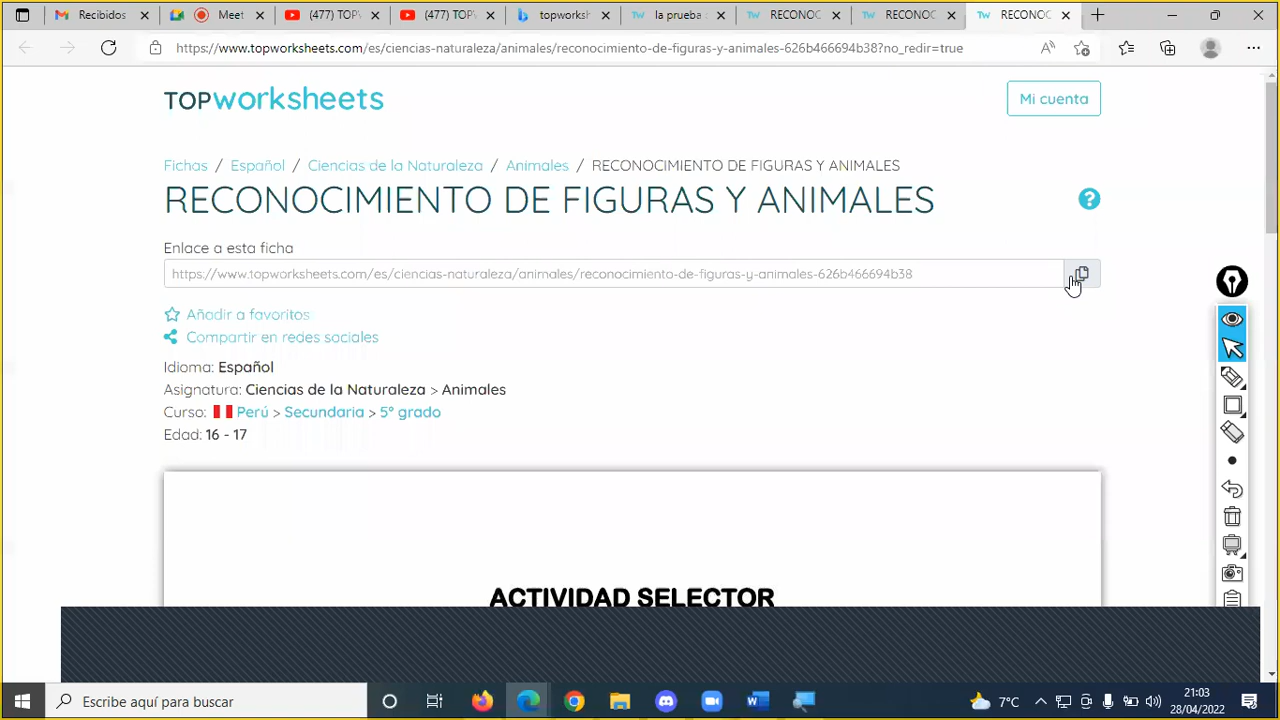 Recibidos
Meet
(477) TOP
(477) TOP
topworksh
la prueba
RECONOC
RECONOC
RECONOC
https://www.topworksheets.com/es/ciencias-naturaleza/animales/reconocimiento-de-figuras-y-animales-626b466694b38?no_redir=true
TOPworksheets
Mi cuenta
Fichas / Español / Ciencias de la Naturaleza / Animales / RECONOCIMIENTO DE FIGURAS Y ANIMALES
RECONOCIMIENTO DE FIGURAS Y ANIMALES
?
Enlace a esta ficha
https://www.topworksheets.com/es/ciencias-naturaleza/animales/reconocimiento-de-figuras-y-animales-626b466694b38
Añadir a favoritos
Compartir en redes sociales
Idioma: Español
Asignatura: Ciencias de la Naturaleza > Animales
Curso: Perú > Secundaria > 5° grado
Edad: 16 - 17
ACTIVIDAD SELECTOR
Escribe aquí para buscar
7°C
21:03
28/04/2022